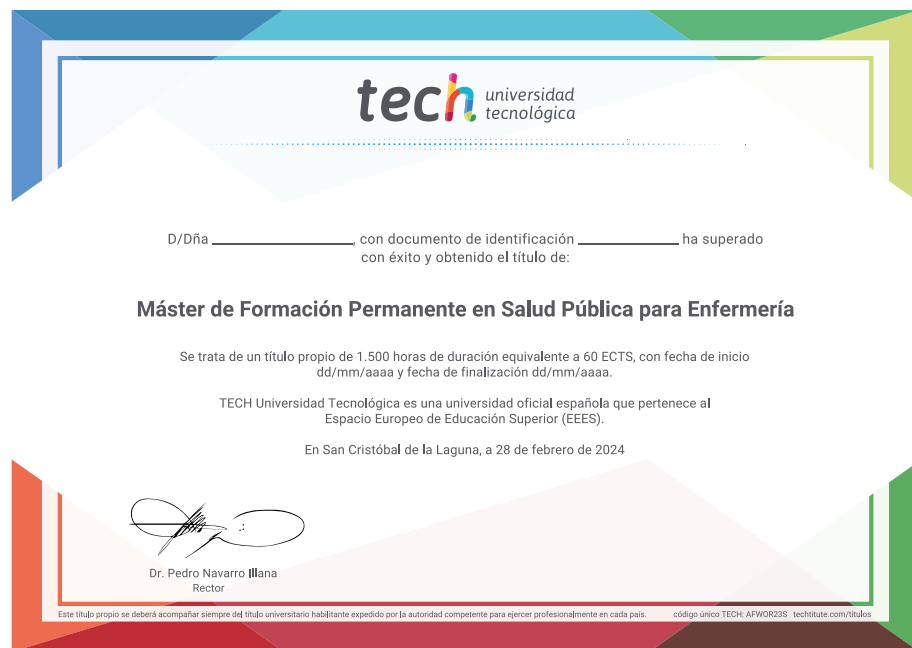 tech universidad
tecnológica
D/Dña ______________, con documento de identificación ______________ ha superado
con éxito y obtenido el título de:
Máster de Formación Permanente en Salud Pública para Enfermería
Se trata de un título propio de 1.500 horas de duración equivalente a 60 ECTS, con fecha de inicio
dd/mm/aaaa y fecha de finalización dd/mm/aaaa.
TECH Universidad Tecnológica es una universidad oficial española que pertenece al
Espacio Europeo de Educación Superior (EEES).
En San Cristóbal de la Laguna, a 28 de febrero de 2024
Dr. Pedro Navarro Illana
Rector
Este título propio se deberá acompañar siempre del título universitario habilitante expedido por la autoridad competente para ejercer profesionalmente en cada país. código único TECH: AFWOR23S techtitute.com/titulos